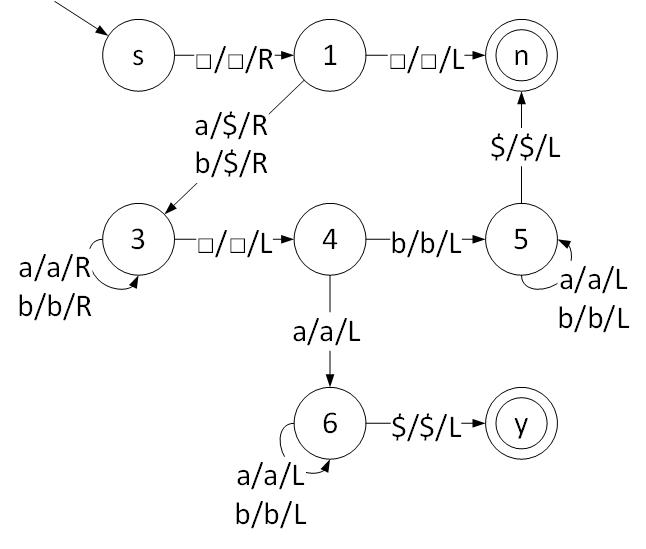 s
□/□/R
1
□/□/L
n
a/$/R
b/$/R
$/$/L
3
□/□/L
4
b/b/L
5
a/a/R
b/b/R
a/a/L
b/b/L
a/a/L
6
$/$/L
y
a/a/L
b/b/L